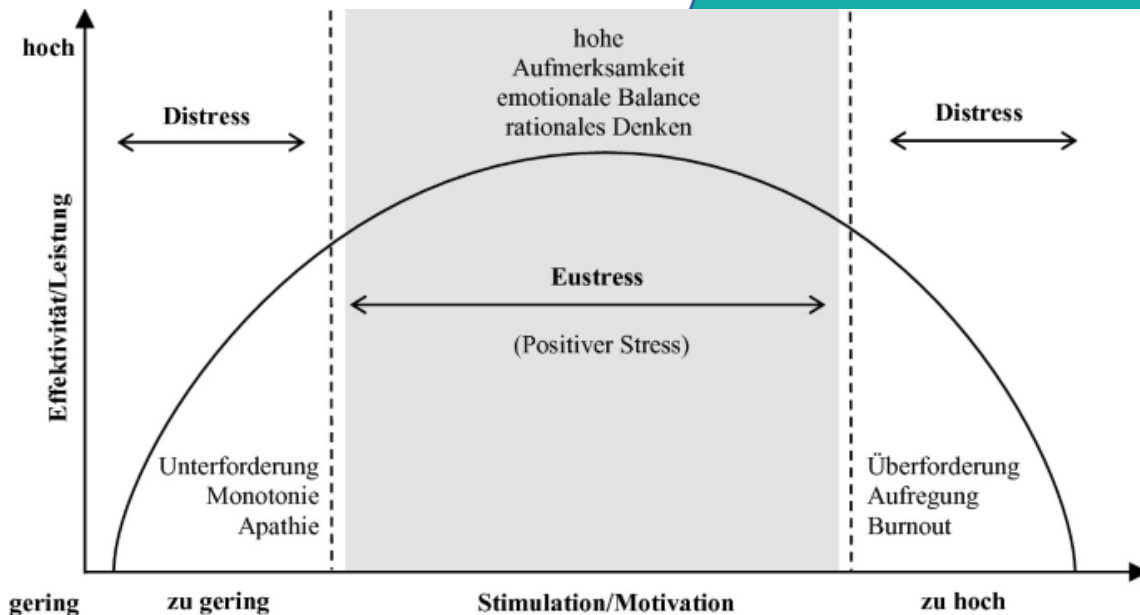 hoch
hohe
Aufmerksamkeit
emotionale Balance
rationales Denken
Distress
Distress
Effektivität/Leistung
Eustress
(Positiver Stress)
Unterforderung
Monotonie
Apathie
Überforderung
Aufregung
Burnout
gering
zu gering
Stimulation/Motivation
zu hoch